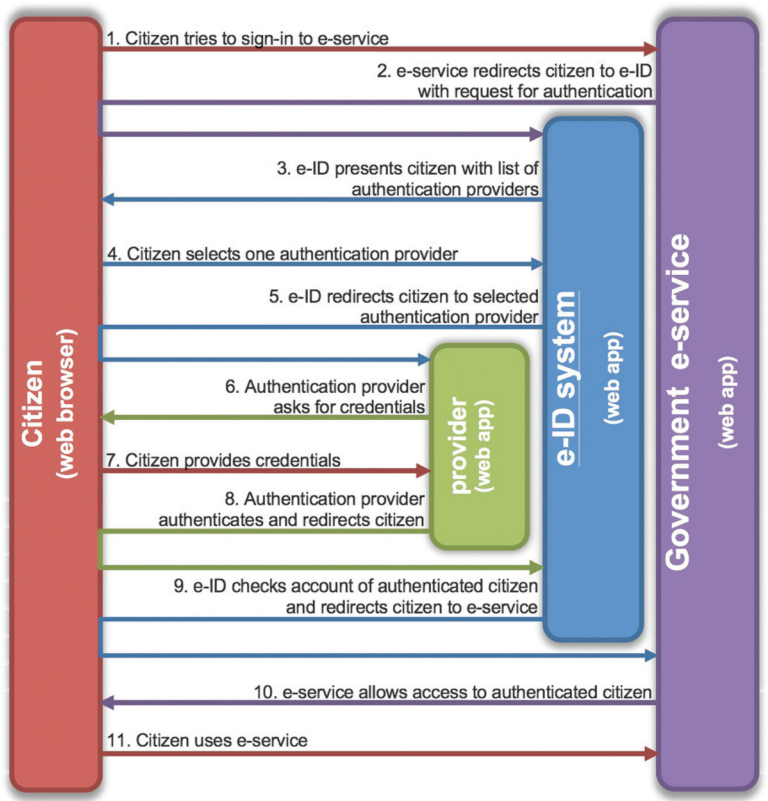 1. Citizen tries to sign-in to e-service
2. e-service redirects citizen to e-ID
with request for authentication
3. e-ID presents citizen with list of
authentication providers
4. Citizen selects one authentication provider
5. e-ID redirects citizen to selected
authentication provider
6. Authentication provider
asks for credentials
7. Citizen provides credentials
8. Authentication provider
authenticates and redirects citizen
9. e-ID checks account of authenticated citizen
and redirects citizen to e-service
10. e-service allows access to authenticated citizen
11. Citizen uses e-service
Citizen
(web browser)
provider
(web app)
e-ID system
(web app)
Government e-service
(web app)